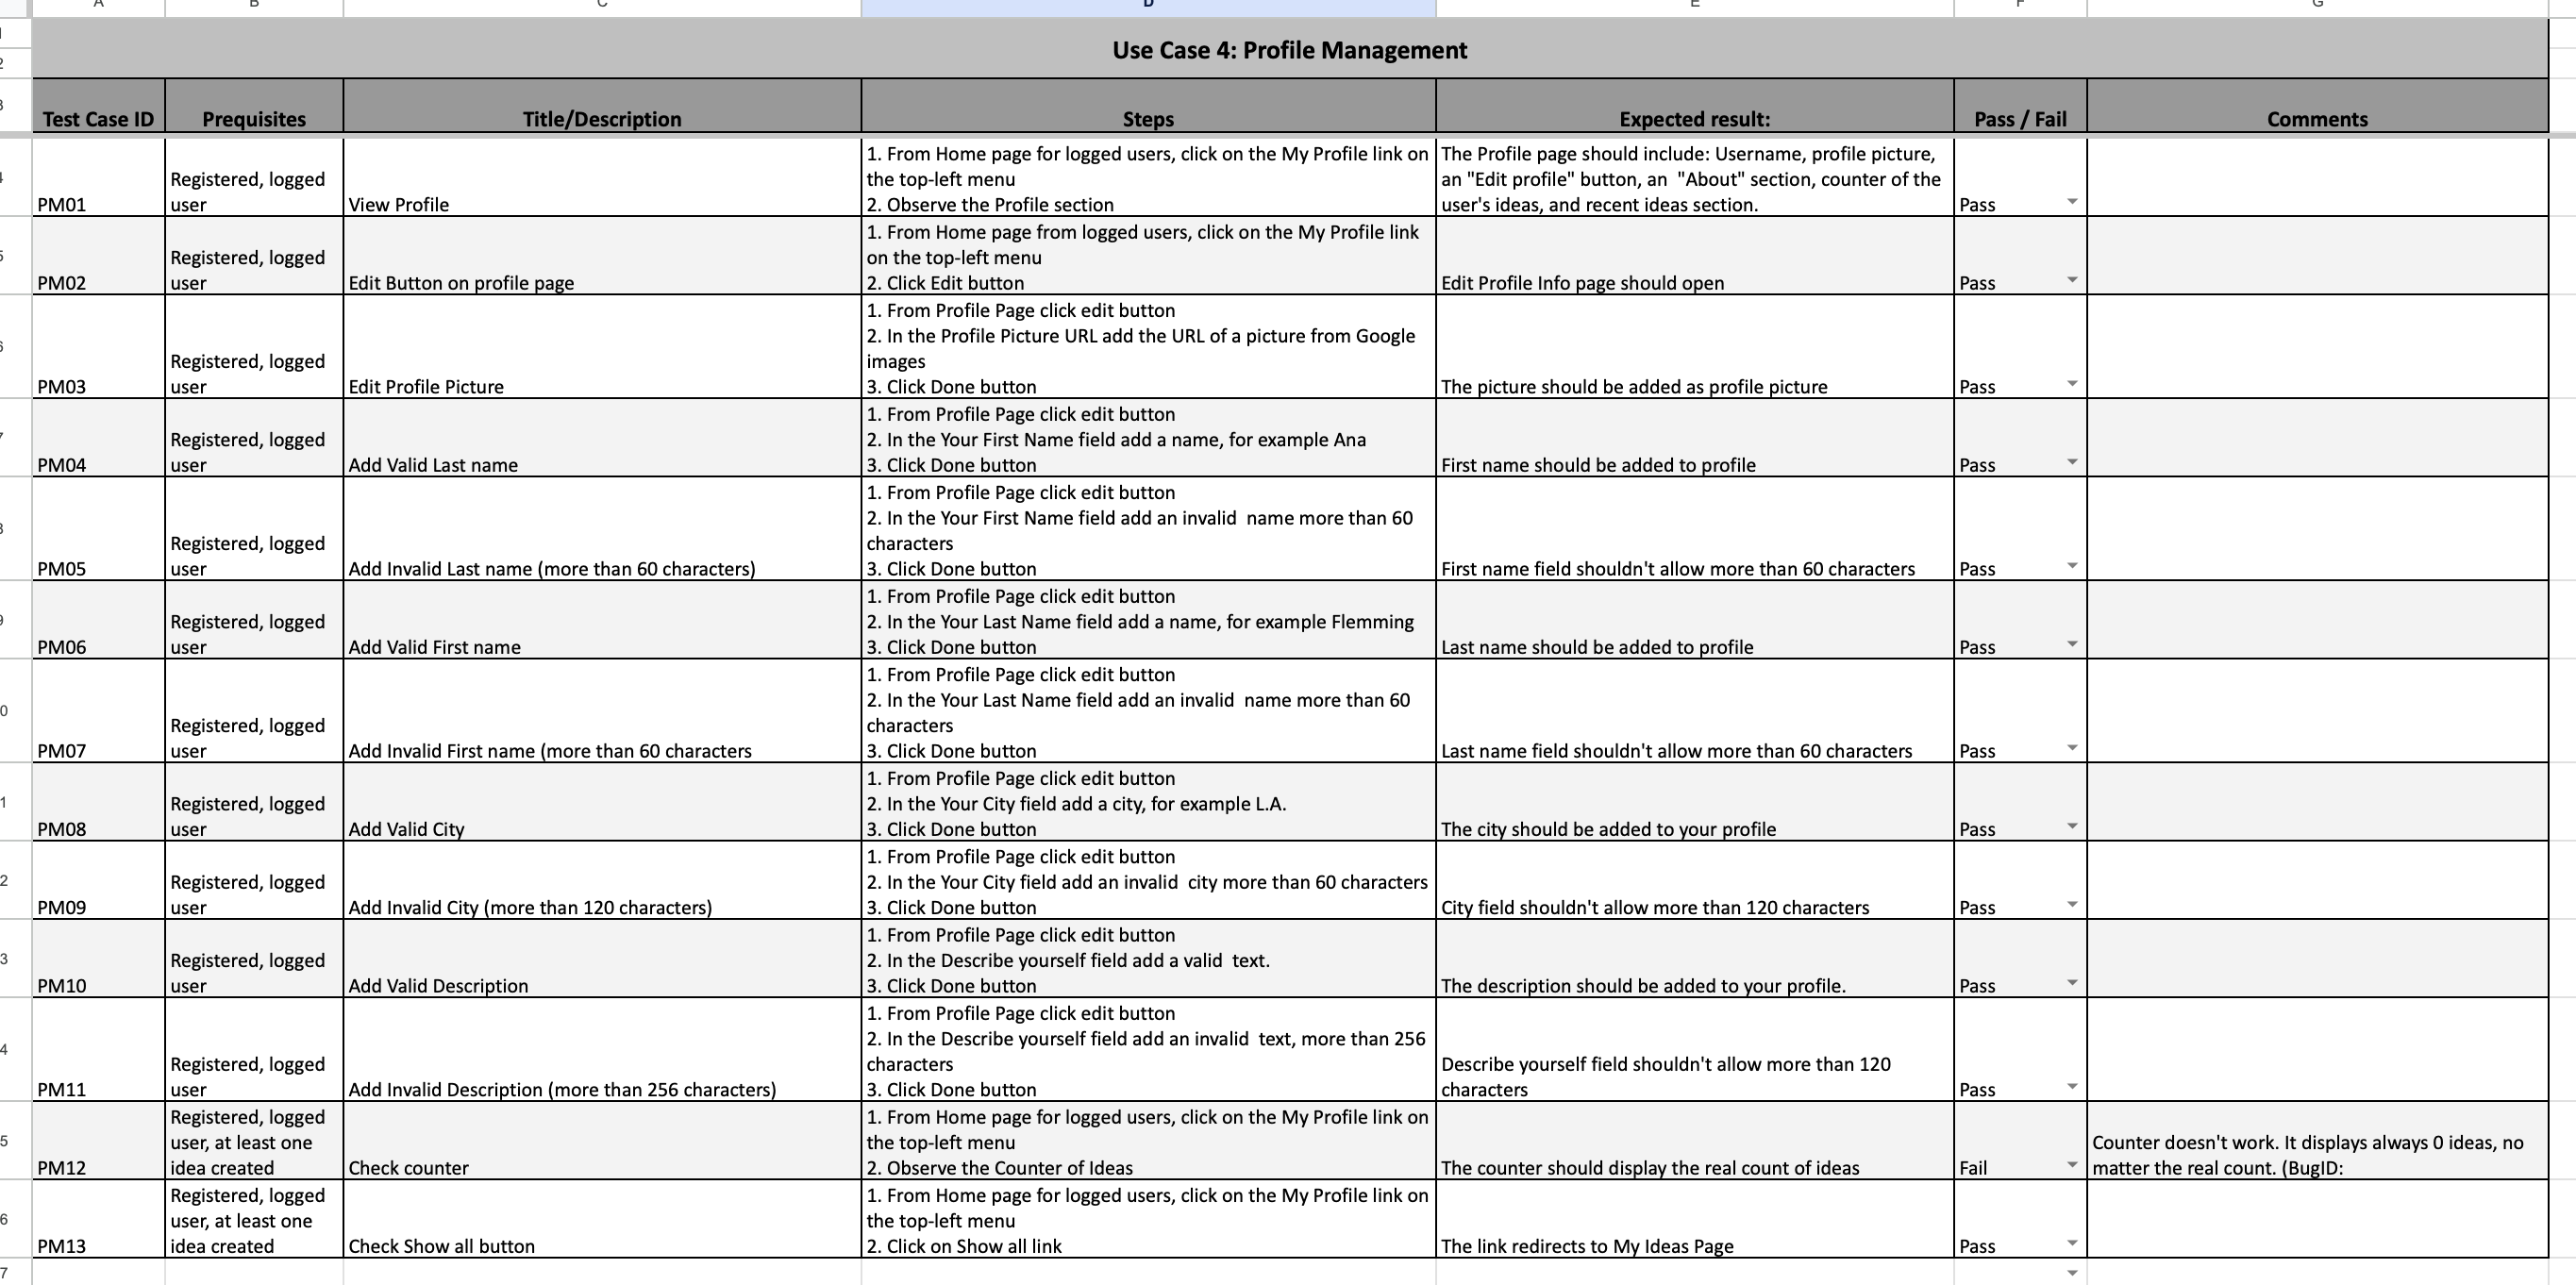 A B C D E F G
1
2
Use Case 4: Profile Management
3
Test Case ID Prequisites Title/Description Steps Expected result: Pass / Fail Comments
4
PM01
Registered, logged
user
View Profile
1. From Home page for logged users, click on the My Profile link on
the top-left menu
2. Observe the Profile section
The Profile page should include: Username, profile picture,
an "Edit profile" button, an "About" section, counter of the
user's ideas, and recent ideas section.
Pass
5
PM02
Registered, logged
user
Edit Button on profile page
1. From Home page from logged users, click on the My Profile link
on the top-left menu
2. Click Edit button
Edit Profile Info page should open
Pass
6
PM03
Registered, logged
user
Edit Profile Picture
1. From Profile Page click edit button
2. In the Profile Picture URL add the URL of a picture from Google
images
3. Click Done button
The picture should be added as profile picture
Pass
7
PM04
Registered, logged
user
Add Valid Last name
1. From Profile Page click edit button
2. In the Your First Name field add a name, for example Ana
3. Click Done button
First name should be added to profile
Pass
8
PM05
Registered, logged
user
Add Invalid Last name (more than 60 characters)
1. From Profile Page click edit button
2. In the Your First Name field add an invalid  name more than 60
characters
3. Click Done button
First name field shouldn't allow more than 60 characters
Pass
9
PM06
Registered, logged
user
Add Valid First name
1. From Profile Page click edit button
2. In the Your Last Name field add a name, for example Flemming
3. Click Done button
Last name should be added to profile
Pass
0
PM07
Registered, logged
user
Add Invalid First name (more than 60 characters
1. From Profile Page click edit button
2. In the Your Last Name field add an invalid  name more than 60
characters
3. Click Done button
Last name field shouldn't allow more than 60 characters
Pass
1
PM08
Registered, logged
user
Add Valid City
1. From Profile Page click edit button
2. In the Your City field add a city, for example L.A.
3. Click Done button
The city should be added to your profile
Pass
2
PM09
Registered, logged
user
Add Invalid City (more than 120 characters)
1. From Profile Page click edit button
2. In the Your City field add an invalid  city more than 60 characters
3. Click Done button
City field shouldn't allow more than 120 characters
Pass
3
PM10
Registered, logged
user
Add Valid Description
1. From Profile Page click edit button
2. In the Describe yourself field add a valid  text.
3. Click Done button
The description should be added to your profile.
Pass
4
PM11
Registered, logged
user
Add Invalid Description (more than 256 characters)
1. From Profile Page click edit button
2. In the Describe yourself field add an invalid  text, more than 256
characters
3. Click Done button
Describe yourself field shouldn't allow more than 120
characters
Pass
5
PM12
Registered, logged
user, at least one
idea created
Check counter
1. From Home page for logged users, click on the My Profile link on
the top-left menu
2. Observe the Counter of Ideas
The counter should display the real count of ideas
Fail
Counter doesn't work. It displays always 0 ideas, no
matter the real count. (BugID:
6
PM13
Registered, logged
user, at least one
idea created
Check Show all button
1. From Home page for logged users, click on the My Profile link on
the top-left menu
2. Click on Show all link
The link redirects to My Ideas Page
Pass
7